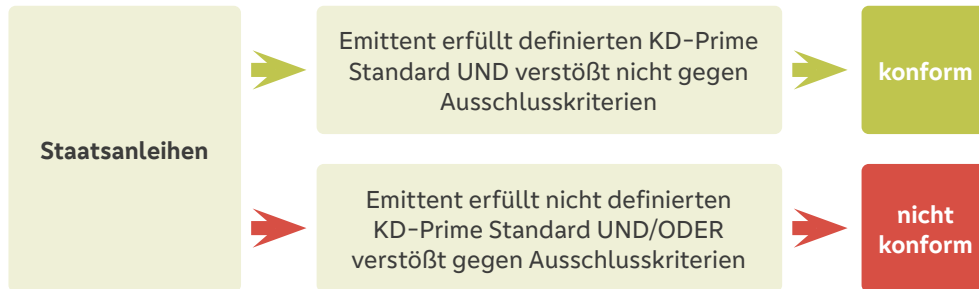 Staatsanleihen
Emittent erfüllt definierten KD-Prime
Standard UND verstößt nicht gegen
Ausschlusskriterien
konform
Emittent erfüllt nicht definierten
KD-Prime Standard UND/ODER
verstößt gegen Ausschlusskriterien
nicht
konform